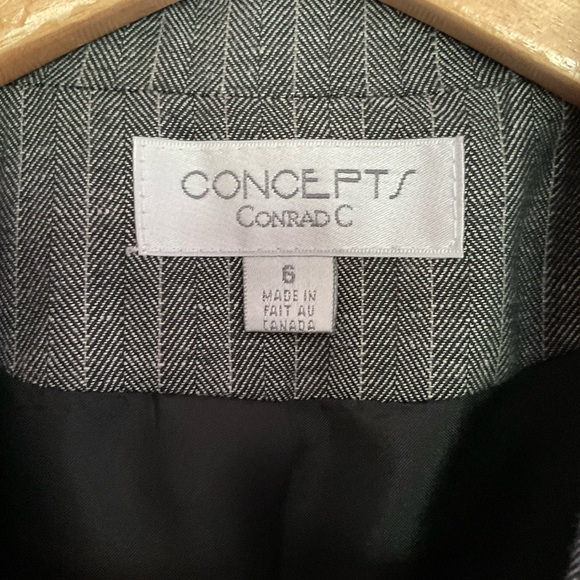 CONCEPTS
CONRAD C
6
MADE IN
FAIT AU
CANADA